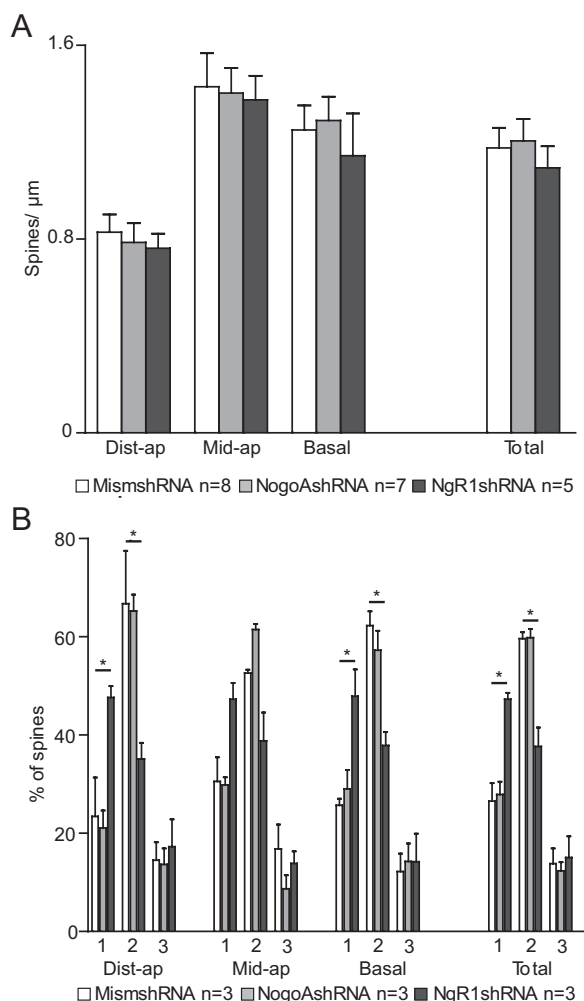 A
1.6
Spines/ µm
0.8
0
Dist-ap Mid-ap Basal Total
MismshRNA n=8 NogoAshRNA n=7 NgR1shRNA n=5
B
80
*
*
*
*
*
*
60
% of spines
40
20
0
1 2 3 1 2 3 1 2 3 1 2 3
Dist-ap Mid-ap Basal Total
MismshRNA n=3 NogoAshRNA n=3 NgR1shRNA n=3